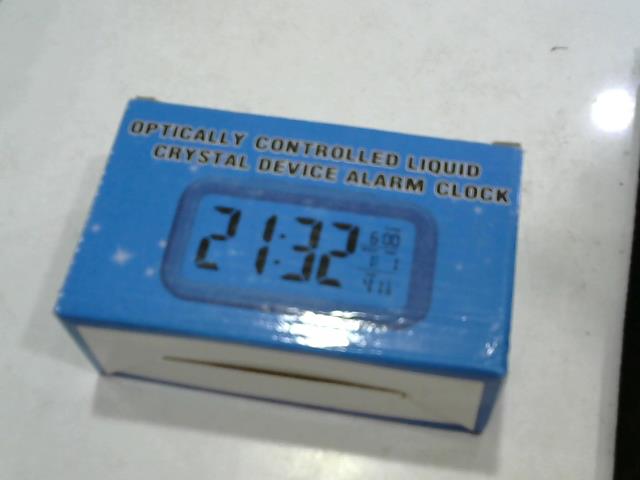 OPTICALLY CONTROLLED LIQUID
CRYSTAL DEVICE ALARM CLOCK
21:32